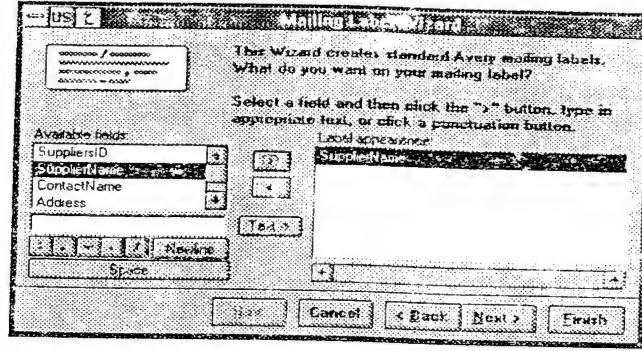 US
Mailing Label Wizard
This Wizard creates standard Avery mailing labels.
What do you want on your mailing label?
Select a field and then click the ">" button, type in
appropriate text, or click a punctuation button.
Available fields:
Label appearance:
SuppliersID
SupplierName
ContactName
Address
SupplierName
>
<
Text >
Newline
Space
Hint
Cancel
< Back
Next >
Finish